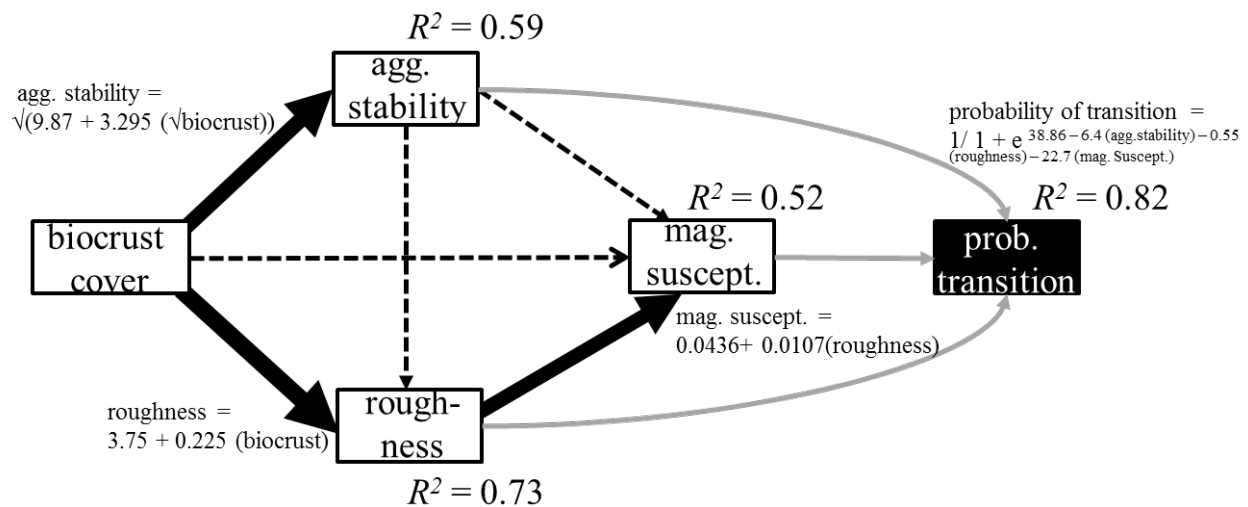 R² = 0.59
agg.
stability
agg. stability =
√(9.87 + 3.295 (√biocrust))
probability of transition =
1/ 1 + e 38.86 – 6.4 (agg.stability) – 0.55
(roughness) – 22.7 (mag. Suscept.)
R² = 0.52
R² = 0.82
biocrust
cover
mag.
suscept.
prob.
transition
mag. suscept. =
0.0436+ 0.0107(roughness)
roughness =
3.75 + 0.225 (biocrust)
rough-
ness
R² = 0.73